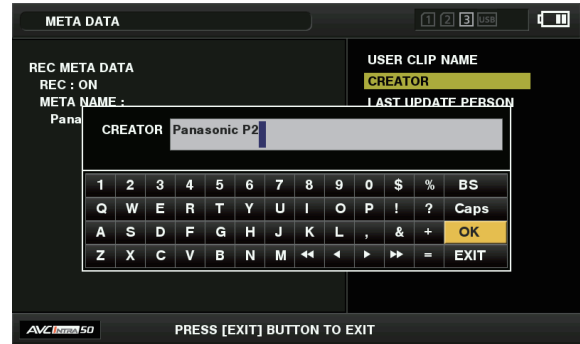 META DATA
1 2 3 USB
REC META DATA
REC : ON
META NAME :
Pana
USER CLIP NAME
CREATOR
LAST UPDATE PERSON
CREATOR Panasonic P2
1 2 3 4 5 6 7 8 9 0 $ % BS
Q W E R T Y U I O P ! ? Caps
A S D F G H J K L , & + OK
Z X C V B N M ◀◀ ◀ ▶ ▶▶ = EXIT
AVC INTRA 50
PRESS [EXIT] BUTTON TO EXIT